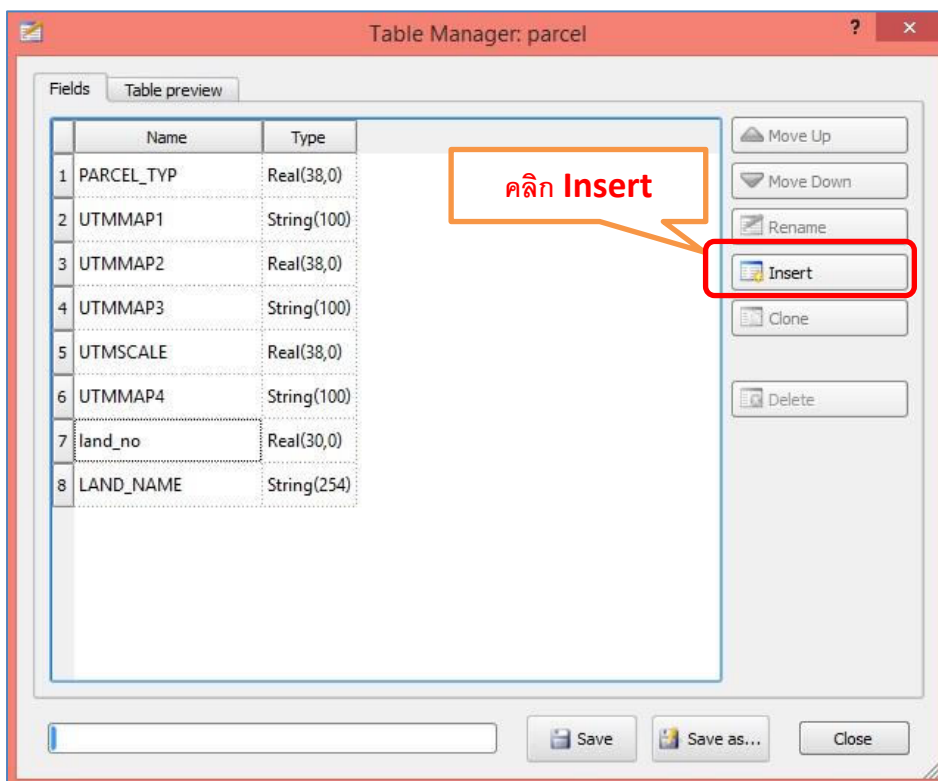 Table Manager: parcel
?
×
Fields
Table preview
Name
Type
1 PARCEL_TYP Real(38,0)
2 UTMMAP1 String(100)
3 UTMMAP2 Real(38,0)
4 UTMMAP3 String(100)
5 UTMSCALE Real(38,0)
6 UTMMAP4 String(100)
7 land_no Real(30,0)
8 LAND_NAME String(254)
คลิก Insert
Move Up
Move Down
Rename
Insert
Clone
Delete
Save
Save as...
Close